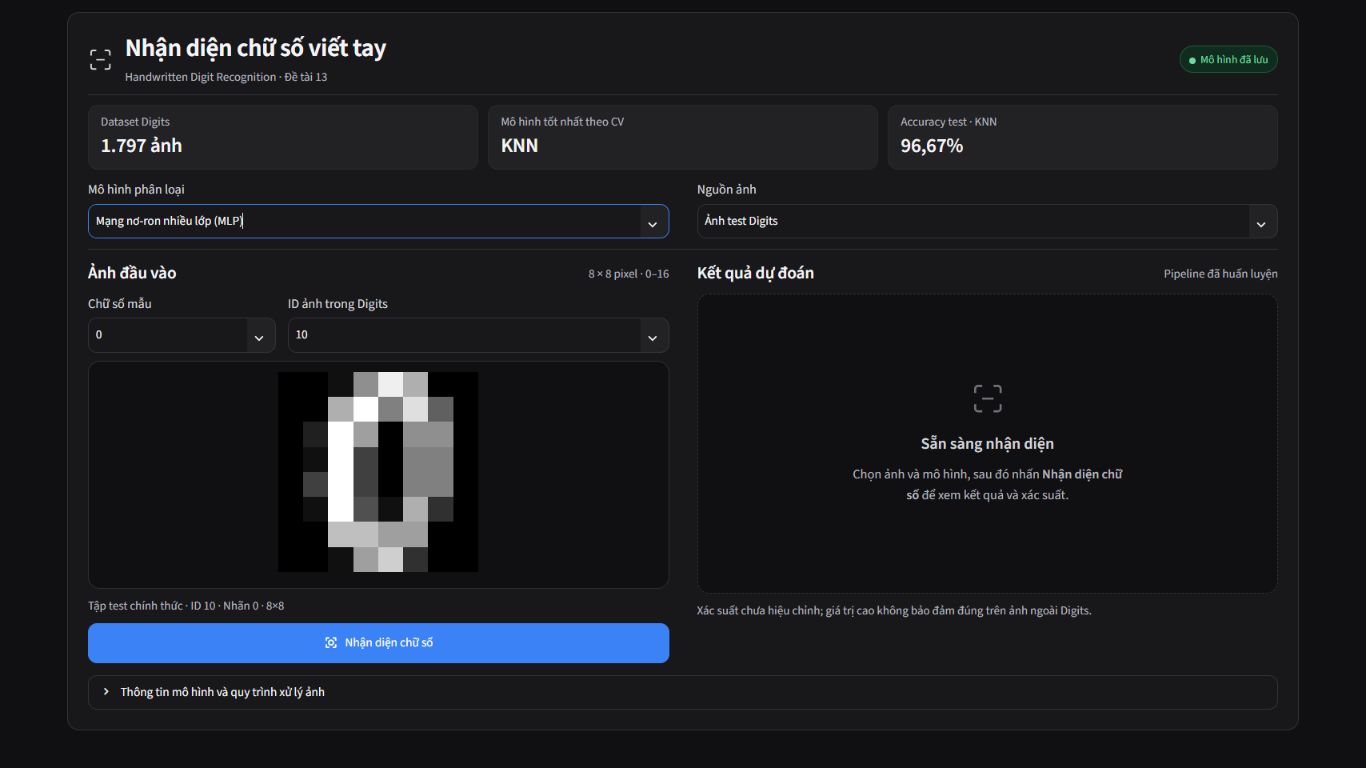 Nhận diện chữ số viết tay
Handwritten Digit Recognition · Đề tài 13
Mô hình đã lưu
Dataset Digits
1.797 ảnh
Mô hình tốt nhất theo CV
KNN
Accuracy test · KNN
96,67%
Mô hình phân loại
Mạng nơ-ron nhiều lớp (MLP)
Nguồn ảnh
Ảnh test Digits
Ảnh đầu vào
8 × 8 pixel · 0–16
Chữ số mẫu
0
ID ảnh trong Digits
10
Tập test chính thức · ID 10 · Nhãn 0 · 8×8
Nhận diện chữ số
Kết quả dự đoán
Pipeline đã huấn luyện
Sẵn sàng nhận diện
Chọn ảnh và mô hình, sau đó nhấn Nhận diện chữ
số để xem kết quả và xác suất.
Xác suất chưa hiệu chỉnh; giá trị cao không bảo đảm đúng trên ảnh ngoài Digits.
Thông tin mô hình và quy trình xử lý ảnh